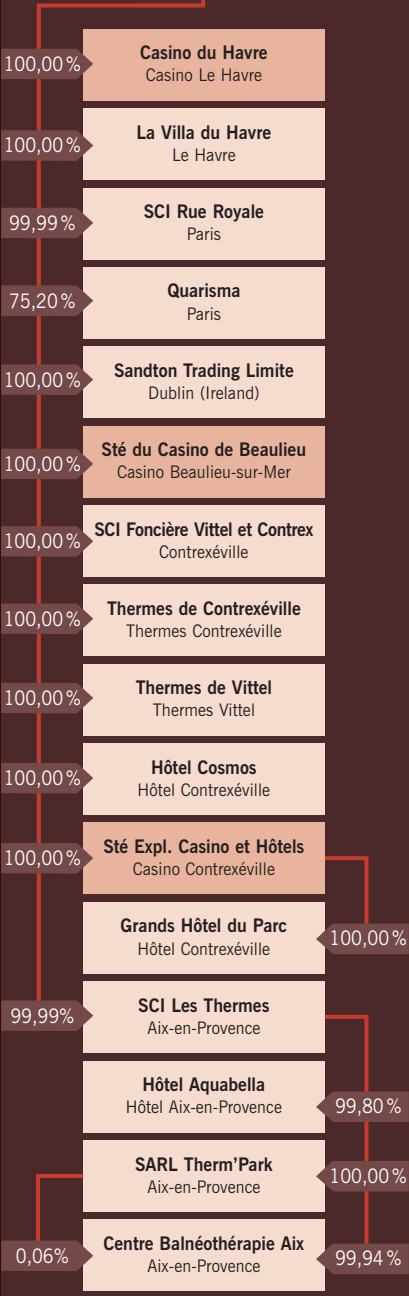 100,00 %
Casino du Havre
Casino Le Havre
100,00 %
La Villa du Havre
Le Havre
99,99 %
SCI Rue Royale
Paris
75,20 %
Quarisma
Paris
100,00 %
Sandton Trading Limite
Dublin (Ireland)
100,00 %
Sté du Casino de Beaulieu
Casino Beaulieu-sur-Mer
100,00 %
SCI Foncière Vittel et Contrex
Contrexéville
100,00 %
Thermes de Contrexéville
Thermes Contrexéville
100,00 %
Thermes de Vittel
Thermes Vittel
100,00 %
Hôtel Cosmos
Hôtel Contrexéville
100,00 %
Sté Expl. Casino et Hôtels
Casino Contrexéville
Grands Hôtel du Parc
Hôtel Contrexéville
100,00 %
99,99%
SCI Les Thermes
Aix-en-Provence
Hôtel Aquabella
Hôtel Aix-en-Provence
99,80 %
SARL Therm'Park
Aix-en-Provence
100,00 %
0,06%
Centre Balnéothérapie Aix
Aix-en-Provence
99,94 %